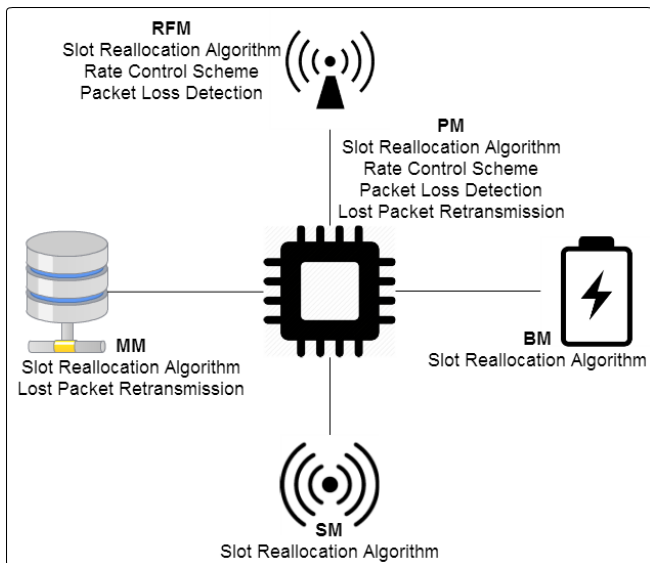 RFM
Slot Reallocation Algorithm
Rate Control Scheme
Packet Loss Detection
PM
Slot Reallocation Algorithm
Rate Control Scheme
Packet Loss Detection
Lost Packet Retransmission
MM
Slot Reallocation Algorithm
Lost Packet Retransmission
BM
Slot Reallocation Algorithm
SM
Slot Reallocation Algorithm